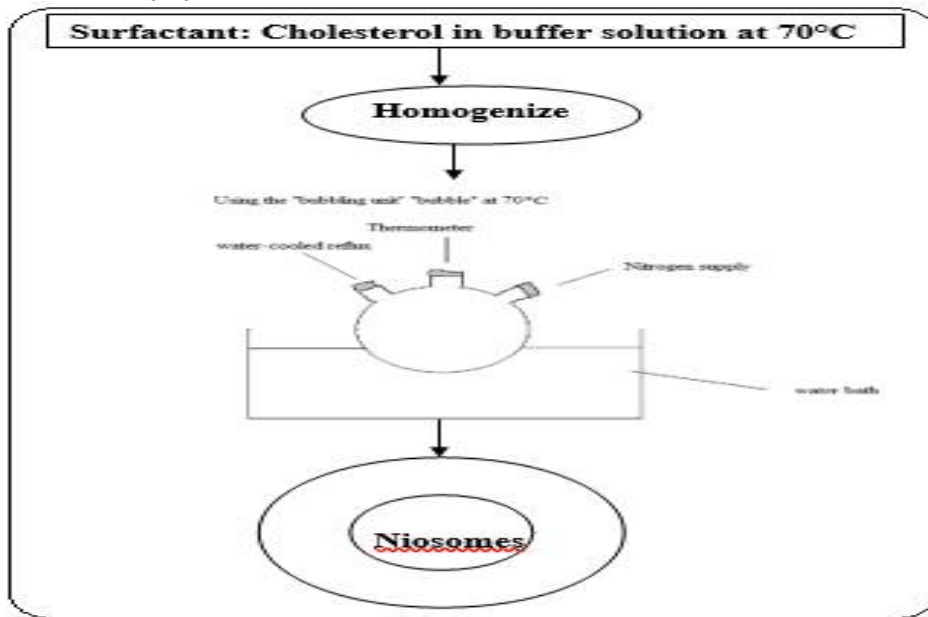 Surfactant: Cholesterol in buffer solution at 70°C
Homogenize
Using the "bubbling unit" "bubble" at 70°C
Thermometer
water-cooled reflux
Nitrogen supply
water bath
Niosomes